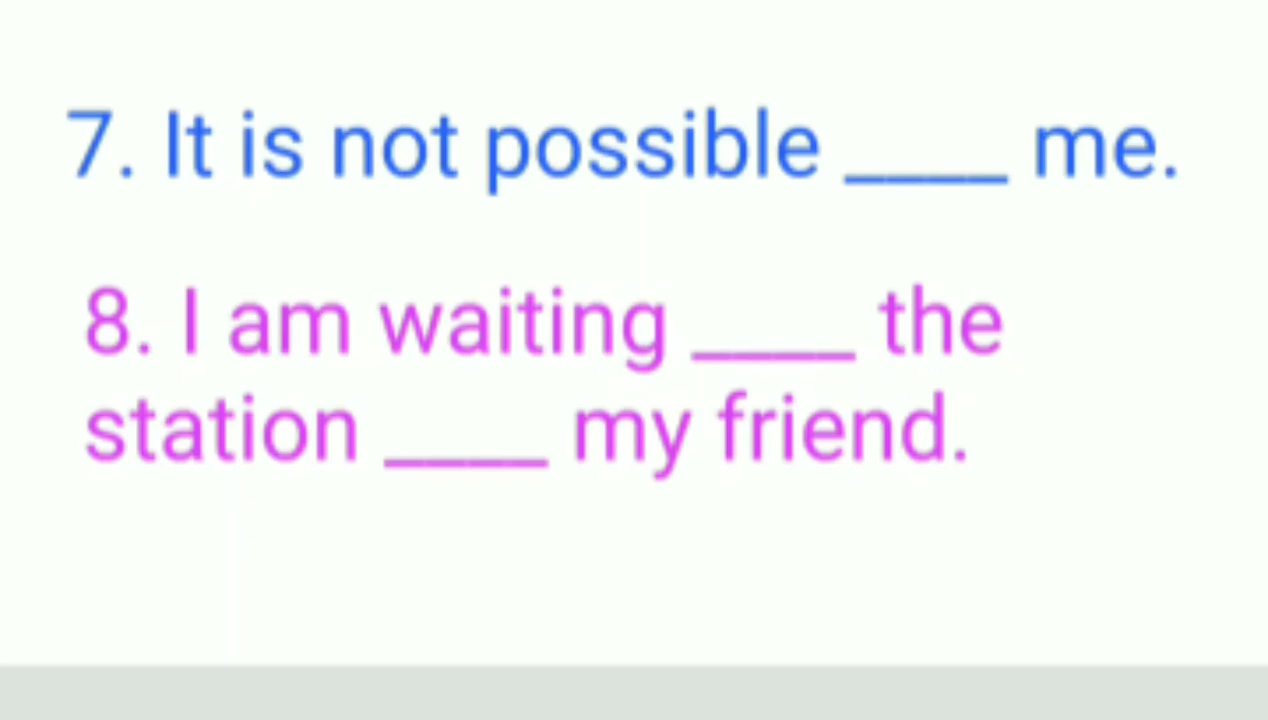 7. It is not possible ____ me.
8. I am waiting ____ the
station ____ my friend.